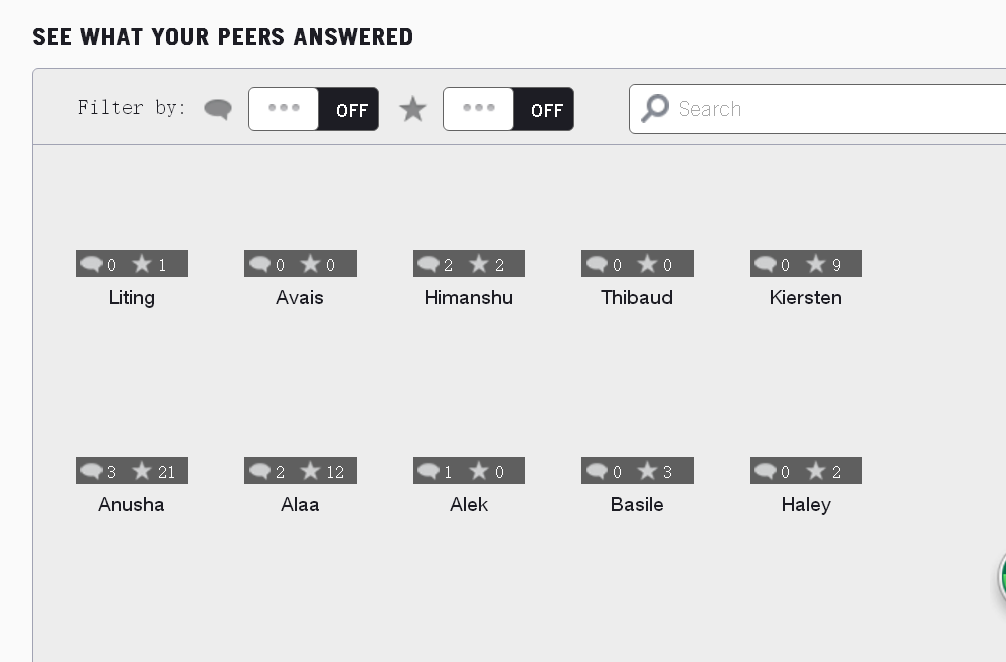 SEE WHAT YOUR PEERS ANSWERED
Filter by: OFF OFF Search
0 1 0 0 2 2 0 0 0 9
Liting Avais Himanshu Thibaud Kiersten
3 21 2 12 1 0 0 3 0 2
Anusha Alaa Alek Basile Haley